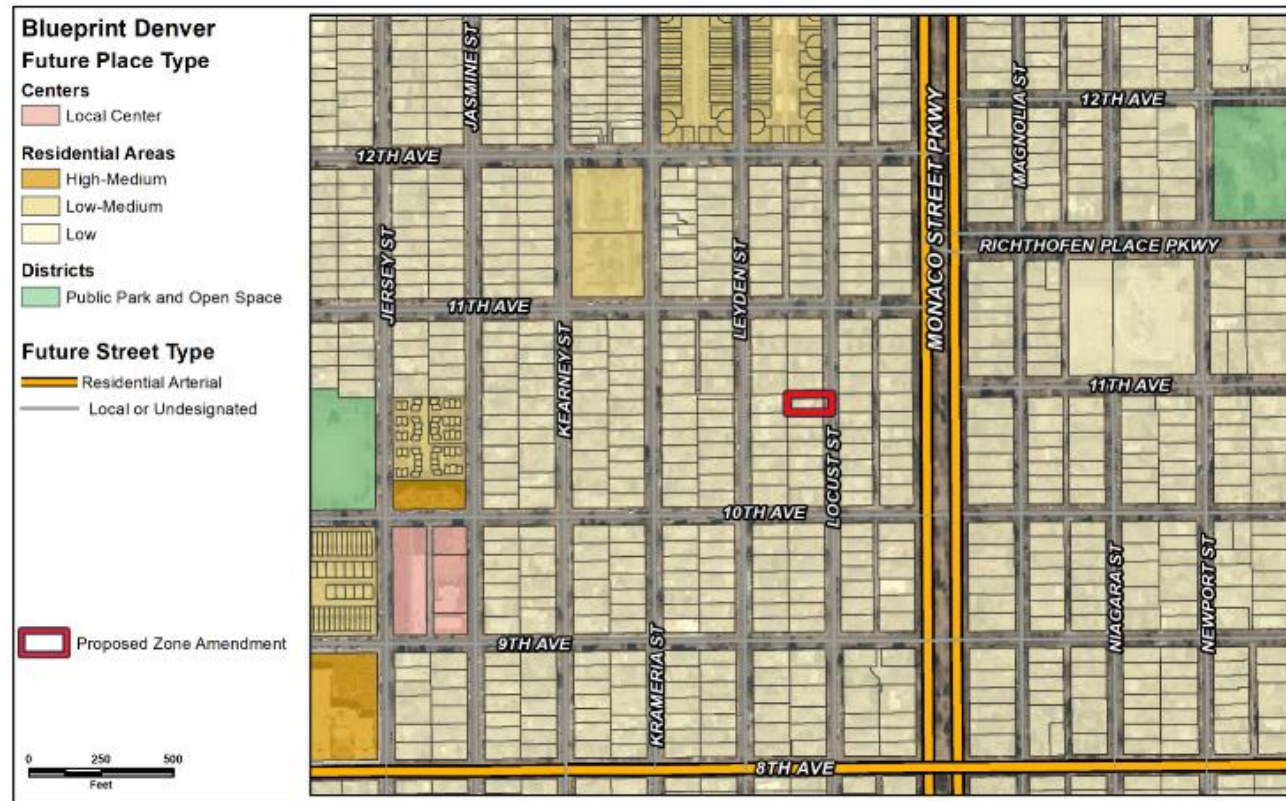 Blueprint Denver
Future Place Type
Centers
Local Center
Residential Areas
High-Medium
Low-Medium
Low
Districts
Public Park and Open Space
Future Street Type
Residential Arterial
Local or Undesignated
Proposed Zone Amendment
0 250 500
Feet
JASMINE ST
MAGNOLIA ST
12TH AVE
12TH AVE
MONACO STREET PKWY
JERSEY ST
LEYDEN ST
RICHTHOFEN PLACE PKWY
11TH AVE
KEARNEY ST
11TH AVE
LOCUST ST
10TH AVE
NIAGARA ST
NEWPORT ST
9TH AVE
KRAMERIA ST
8TH AVE